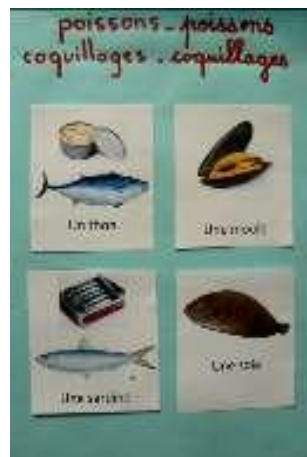 poissons - poissons
coquillages - coquillages
Un thon
Une moule
Une sardine
Une sole